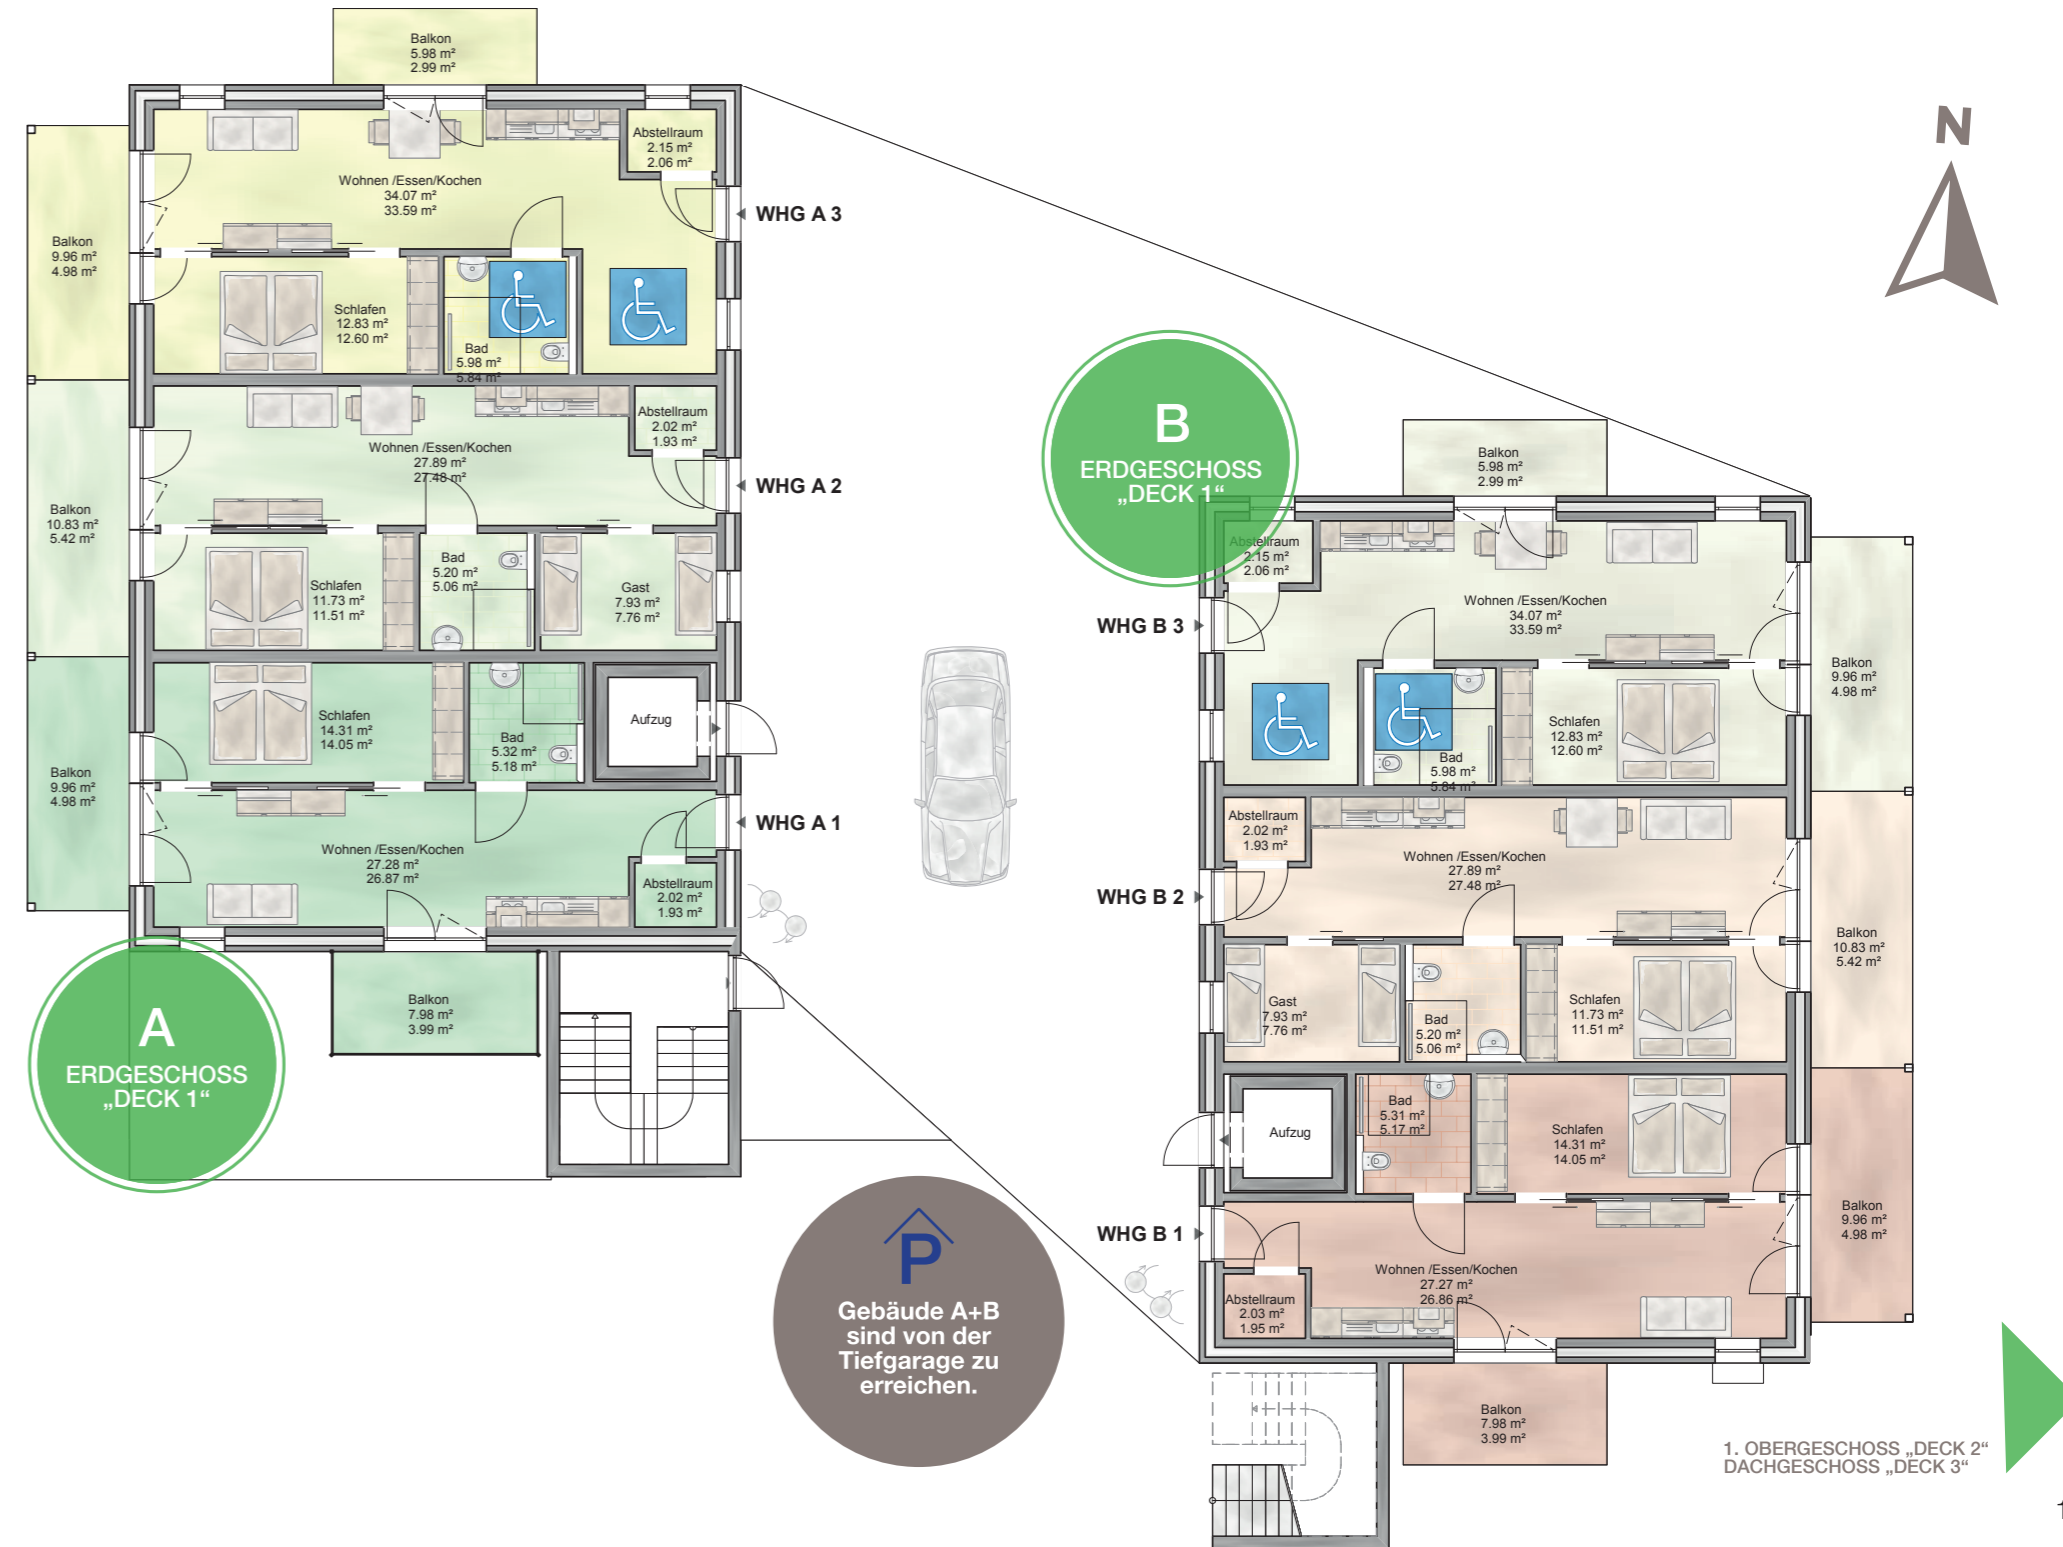 Balkon
5.98 m²
2.99 m²
Abstellraum
2.15 m²
2.06 m²
Wohnen /Essen/Kochen
34.07 m²
33.59 m²
WHG A 3
Balkon
9.96 m²
4.98 m²
Schlafen
12.83 m²
12.60 m²
Bad
5.98 m²
5.84 m²
Abstellraum
2.02 m²
1.93 m²
Wohnen /Essen/Kochen
27.89 m²
27.48 m²
WHG A 2
Balkon
10.83 m²
5.42 m²
Schlafen
11.73 m²
11.51 m²
Bad
5.20 m²
5.06 m²
Gast
7.93 m²
7.76 m²
Schlafen
14.31 m²
14.05 m²
Bad
5.32 m²
5.18 m²
Aufzug
Balkon
9.96 m²
4.98 m²
WHG A 1
Wohnen /Essen/Kochen
27.28 m²
26.87 m²
Abstellraum
2.02 m²
1.93 m²
Balkon
7.98 m²
3.99 m²
A
ERDGESCHOSS
„DECK 1“
P
Gebäude A+B
sind von der
Tiefgarage zu
erreichen.
N
B
ERDGESCHOSS
„DECK 1“
Balkon
5.98 m²
2.99 m²
Abstellraum
2.15 m²
2.06 m²
Wohnen /Essen/Kochen
34.07 m²
33.59 m²
WHG B 3
Balkon
9.96 m²
4.98 m²
Schlafen
12.83 m²
12.60 m²
Bad
5.98 m²
5.84 m²
Abstellraum
2.02 m²
1.93 m²
Wohnen /Essen/Kochen
27.89 m²
27.48 m²
WHG B 2
Balkon
10.83 m²
5.42 m²
Gast
7.93 m²
7.76 m²
Bad
5.20 m²
5.06 m²
Schlafen
11.73 m²
11.51 m²
Aufzug
Bad
5.31 m²
5.17 m²
Schlafen
14.31 m²
14.05 m²
Balkon
9.96 m²
4.98 m²
WHG B 1
Wohnen /Essen/Kochen
27.27 m²
26.86 m²
Abstellraum
2.03 m²
1.95 m²
Balkon
7.98 m²
3.99 m²
1. OBERGESCHOSS „DECK 2“
DACHGESCHOSS „DECK 3“